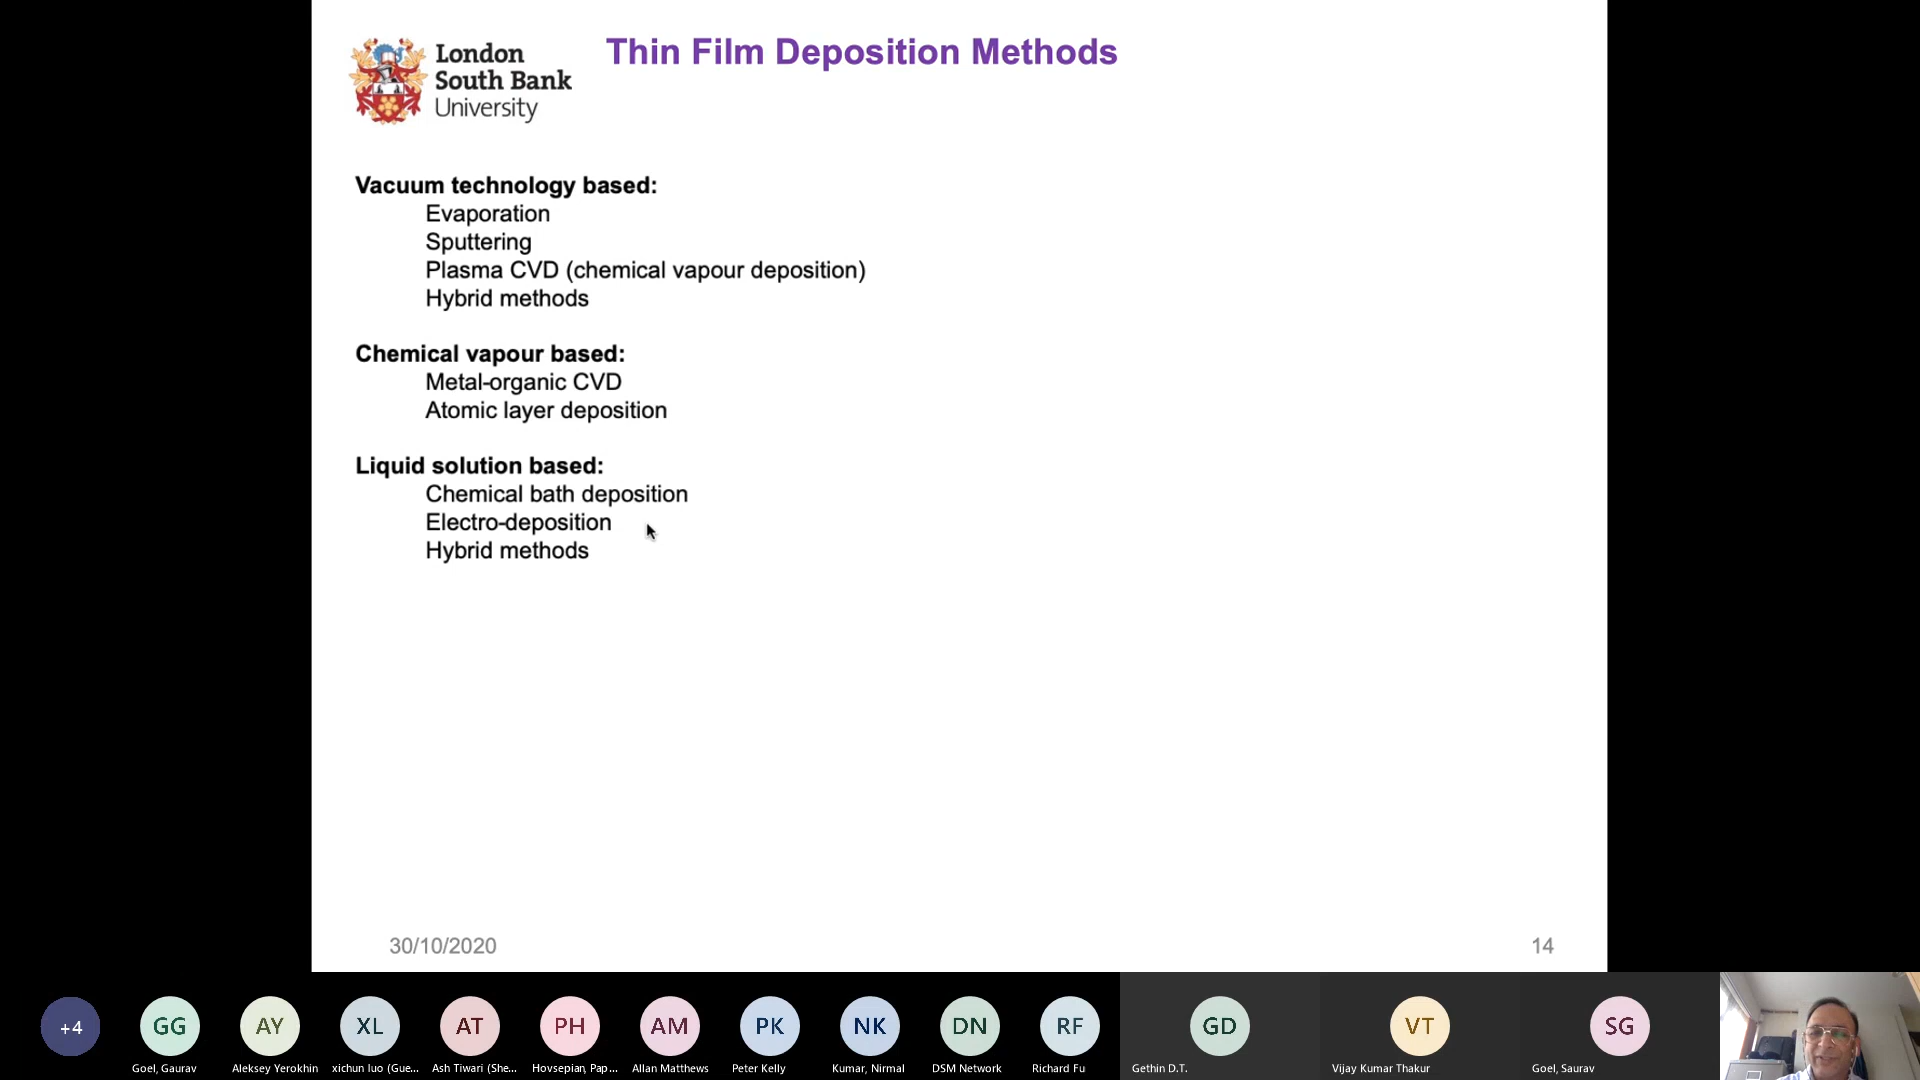 London
South Bank
University
Thin Film Deposition Methods
Vacuum technology based:
Evaporation
Sputtering
Plasma CVD (chemical vapour deposition)
Hybrid methods
Chemical vapour based:
Metal-organic CVD
Atomic layer deposition
Liquid solution based:
Chemical bath deposition
Electro-deposition
Hybrid methods
30/10/2020
14
+4
GG
AY
XL
AT
PH
AM
PK
NK
DN
RF
GD
VT
SG
Goel, Gaurav
Aleksey Yerokhin
xichun luo (Gue...
Ash Tiwari (She...
Hovsepian, Pap...
Allan Matthews
Peter Kelly
Kumar, Nirmal
DSM Network
Richard Fu
Gethin D.T.
Vijay Kumar Thakur
Goel, Saurav